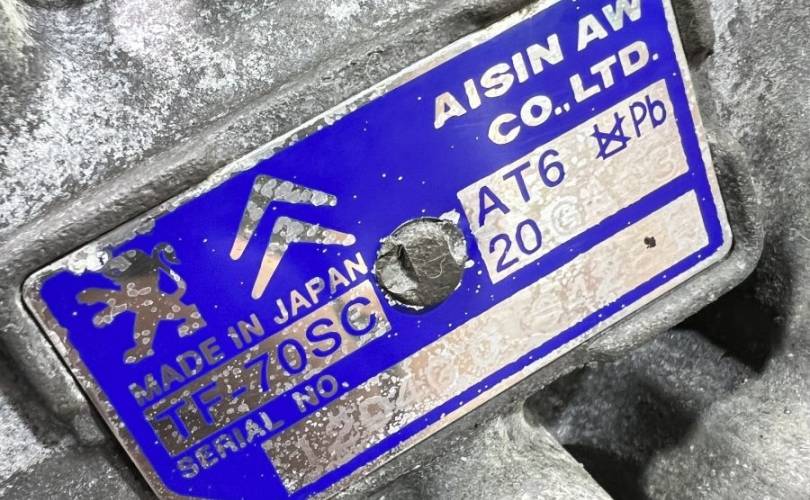 AISIN AW
CO.,LTD.
AT6 Pb
20
MADE IN JAPAN
TF-70SC
SERIAL NO.